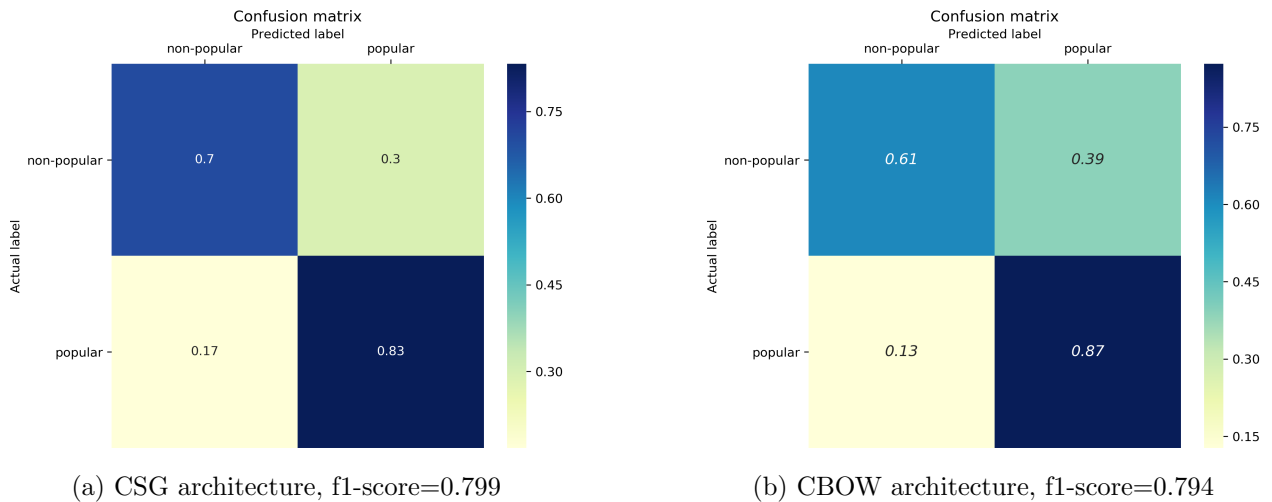 Confusion matrix
Predicted label
non-popular popular
0.75
non-popular 0.7 0.3
0.60
Actual label
0.45
popular 0.17 0.83
0.30
(a) CSG architecture, f1-score=0.799
Confusion matrix
Predicted label
non-popular popular
0.75
non-popular 0.61 0.39
0.60
Actual label
0.45
popular 0.13 0.87
0.30
0.15
(b) CBOW architecture, f1-score=0.794